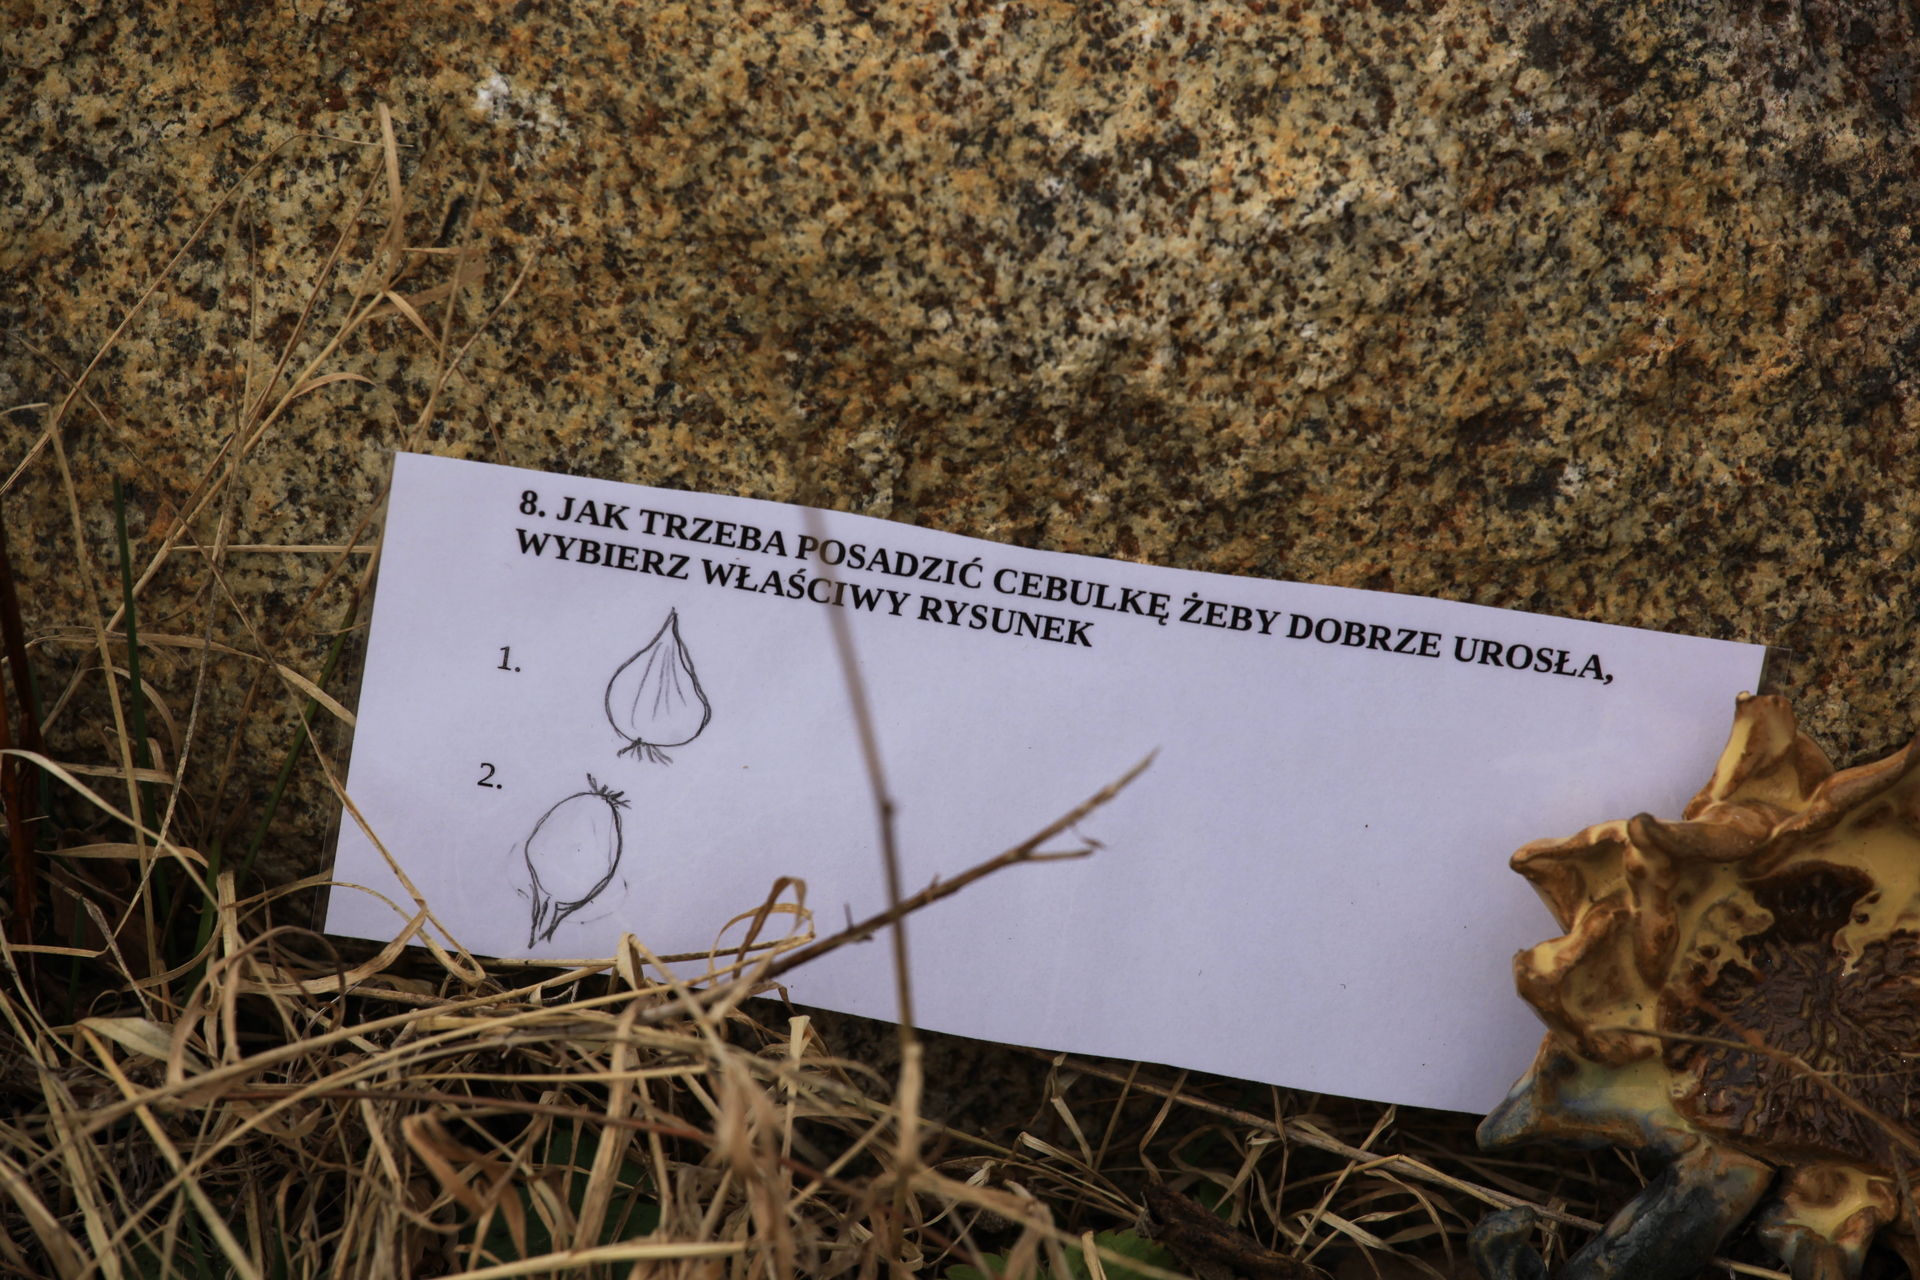 8. JAK TRZEBA POSADZIĆ CEBULKĘ ŻEBY DOBRZE UROSŁA,
WYBIERZ WŁAŚCIWY RYSUNEK
1.
2.